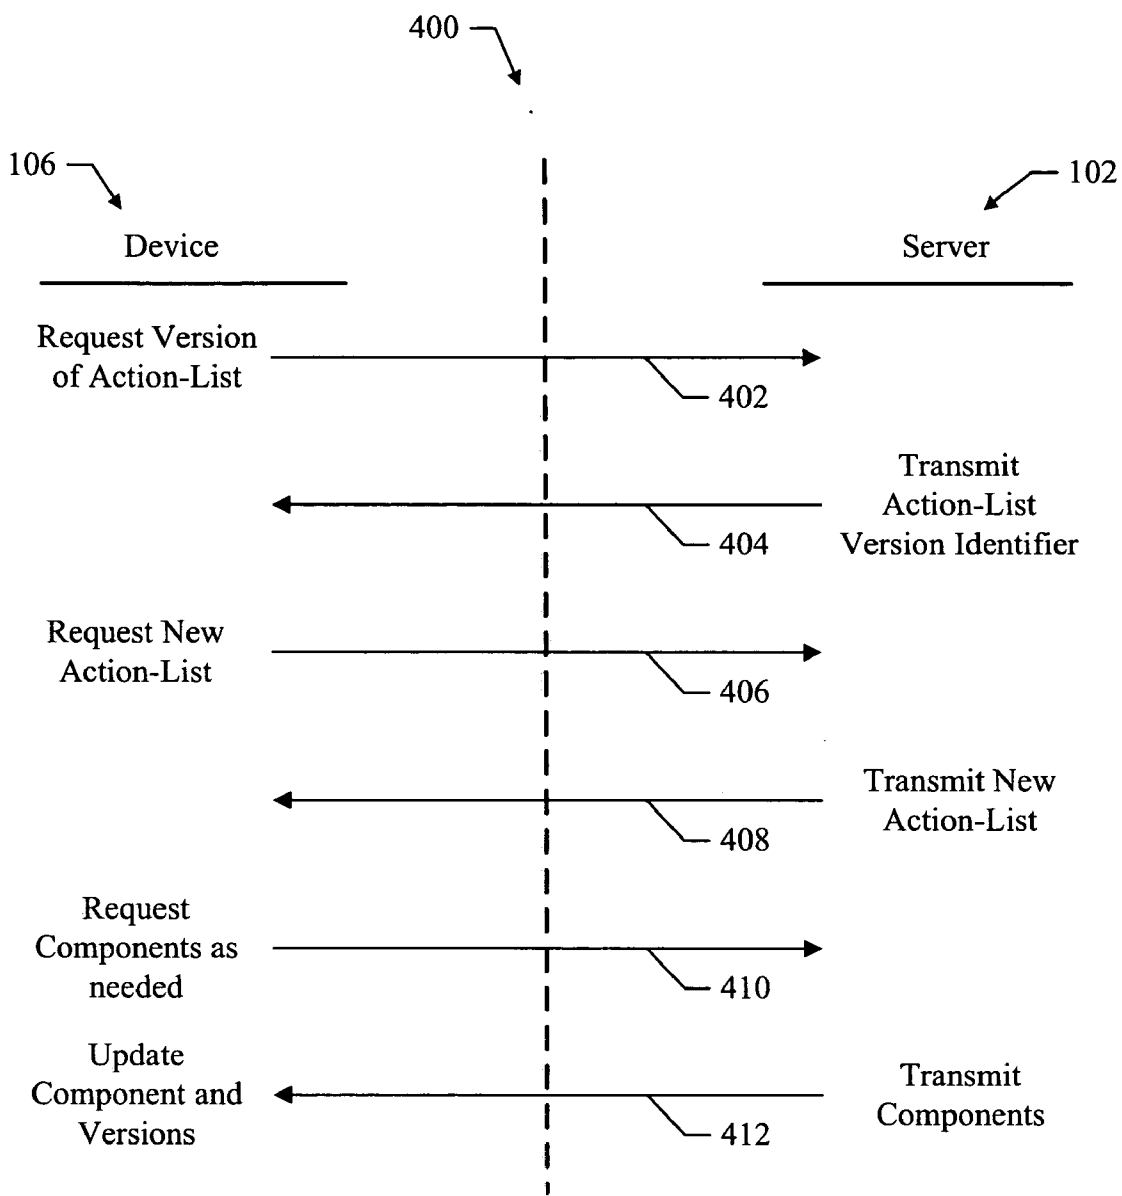 400
106
102
Device
Server
Request Version
of Action-List
402
Transmit
Action-List
Version Identifier
404
Request New
Action-List
406
Transmit New
Action-List
408
Request
Components as
needed
410
Update
Component and
Versions
Transmit
Components
412